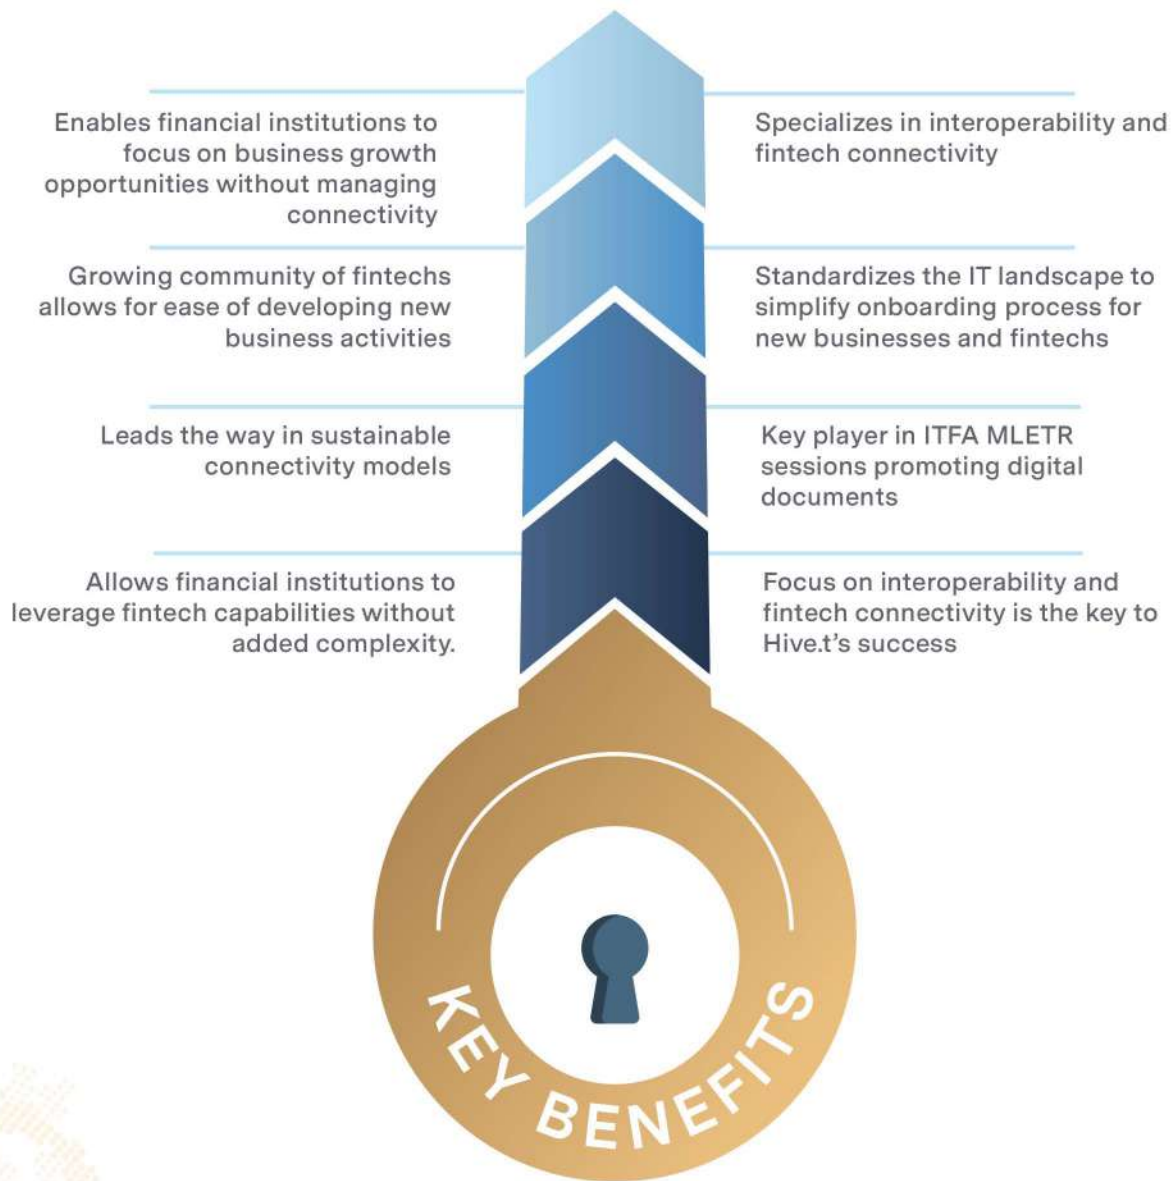 Enables financial institutions to
focus on business growth
opportunities without managing
connectivity
Specializes in interoperability and
fintech connectivity
Growing community of fintechs
allows for ease of developing new
business activities
Standardizes the IT landscape to
simplify onboarding process for
new businesses and fintechs
Leads the way in sustainable
connectivity models
Key player in ITFA MLETR
sessions promoting digital
documents
Allows financial institutions to
leverage fintech capabilities without
added complexity.
Focus on interoperability and
fintech connectivity is the key to
Hive.t’s success
KEY BENEFITS